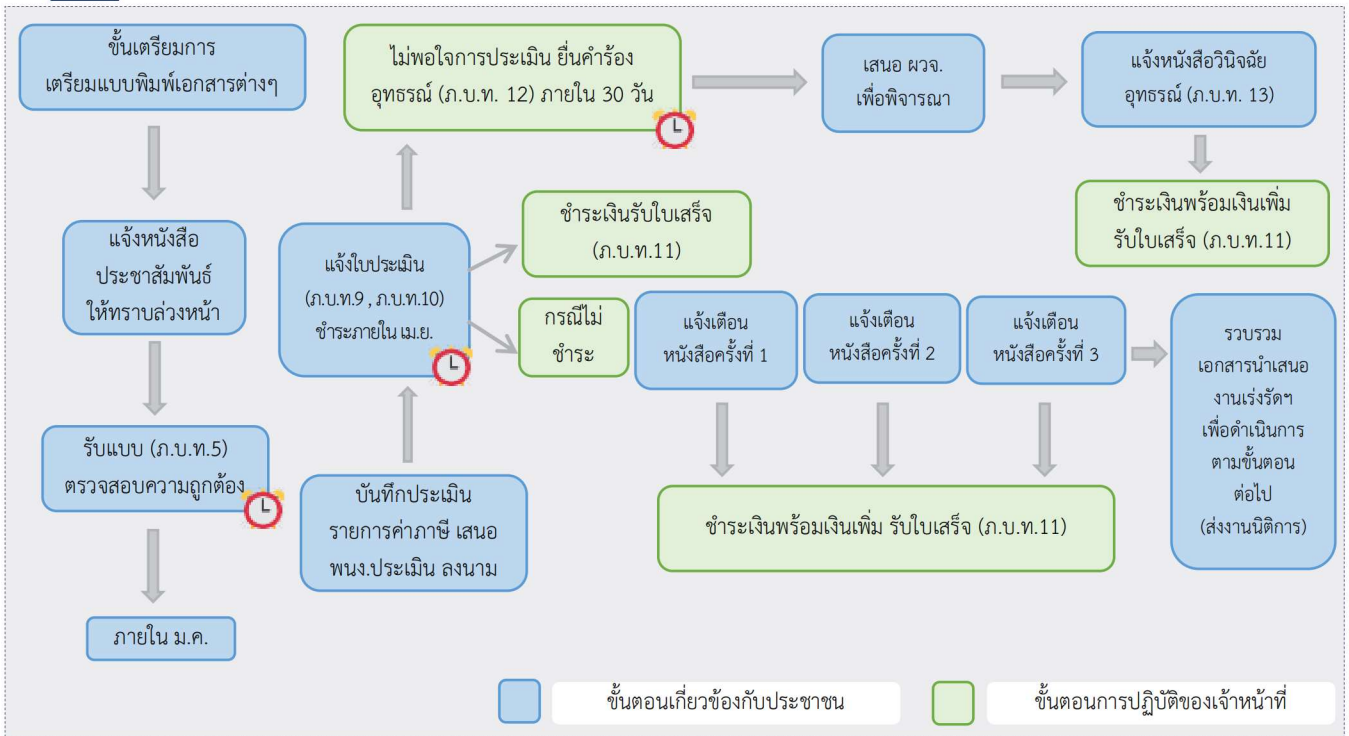 ขั้นเตรียมการ
เตรียมแบบพิมพ์เอกสารต่างๆ
แจ้งหนังสือ
ประชาสัมพันธ์
ให้ทราบล่วงหน้า
รับแบบ (ภ.บ.ท.5)
ตรวจสอบความถูกต้อง
ภายใน ม.ค.
บันทึกประเมิน
รายการค่าภาษี เสนอ
พนง.ประเมิน ลงนาม
แจ้งใบประเมิน
(ภ.บ.ท.9 , ภ.บ.ท.10)
ชำระภายใน เม.ย.
ไม่พอใจการประเมิน ยื่นคำร้อง
อุทธรณ์ (ภ.บ.ท. 12) ภายใน 30 วัน
เสนอ ผวจ.
เพื่อพิจารณา
แจ้งหนังสือวินิจฉัย
อุทธรณ์ (ภ.บ.ท. 13)
ชำระเงินพร้อมเงินเพิ่ม
รับใบเสร็จ (ภ.บ.ท.11)
ชำระเงินรับใบเสร็จ
(ภ.บ.ท.11)
กรณีไม่
ชำระ
แจ้งเตือน
หนังสือครั้งที่ 1
แจ้งเตือน
หนังสือครั้งที่ 2
แจ้งเตือน
หนังสือครั้งที่ 3
ชำระเงินพร้อมเงินเพิ่ม รับใบเสร็จ (ภ.บ.ท.11)
รวบรวม
เอกสารนำเสนอ
งานเร่งรัดฯ
เพื่อดำเนินการ
ตามขั้นตอน
ต่อไป
(ส่งงานนิติการ)
ขั้นตอนเกี่ยวข้องกับประชาชน
ขั้นตอนการปฏิบัติของเจ้าหน้าที่